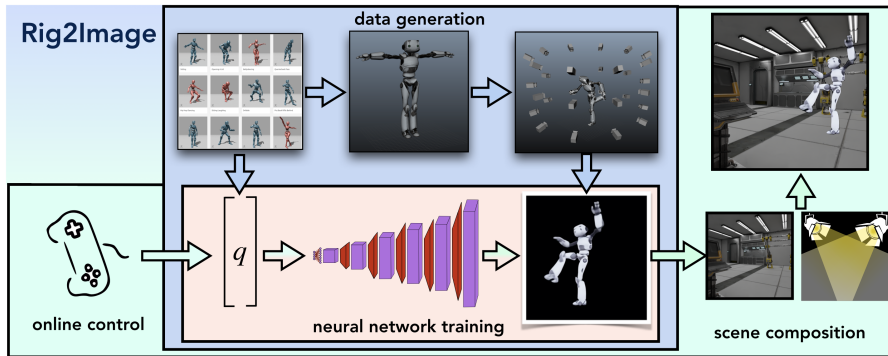 Rig2Image
data generation
q
online control
neural network training
scene composition